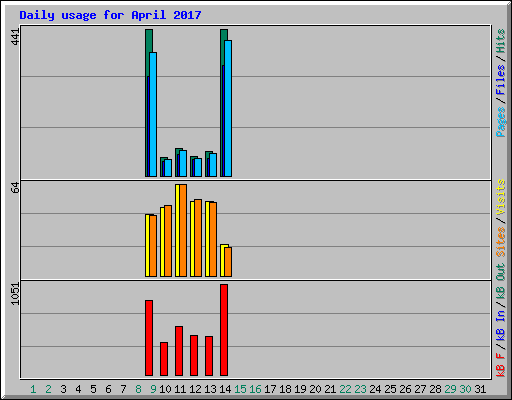 Daily usage for April 2017
441
Pages / Files / Hits
64
Sites / Visits
1051
kB F / kB In / kB Out
1 2 3 4 5 6 7 8 9 10 11 12 13 14 15 16 17 18 19 20 21 22 23 24 25 26 27 28 29 30 31